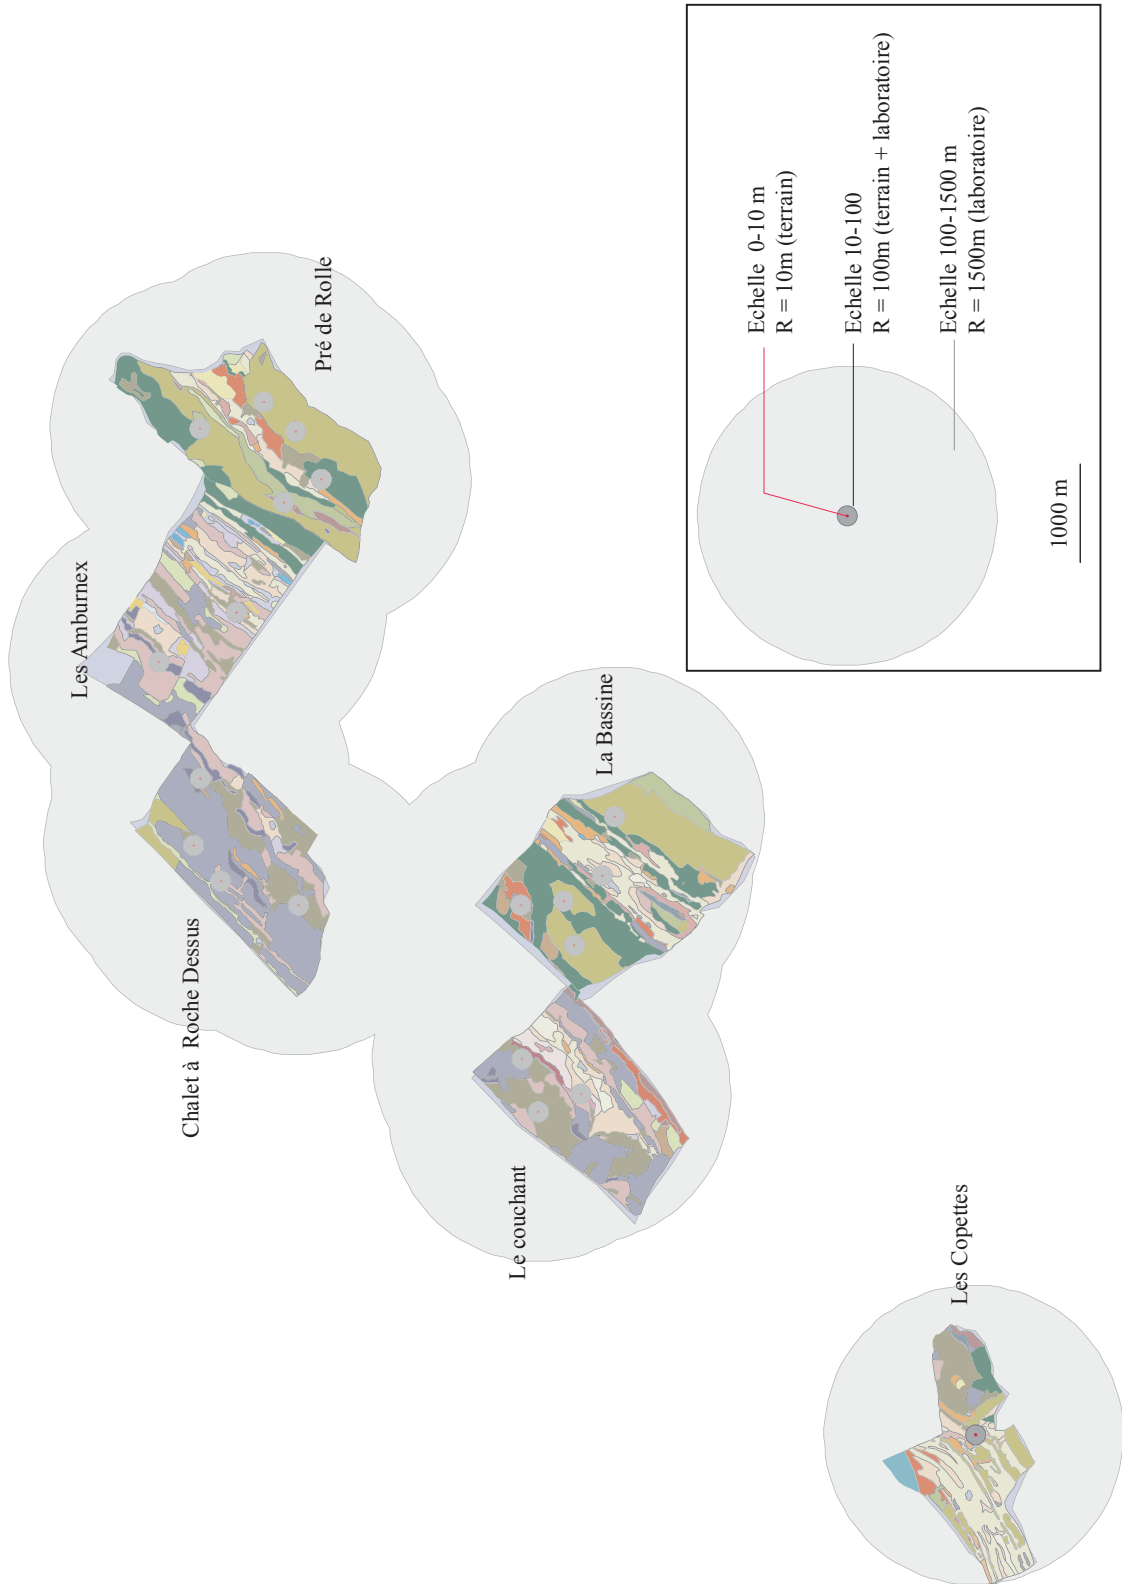 Pré de Rolle
Les Amburnex
Chalet à Roche Dessus
La Bassine
Le couchant
Les Copettes
Echelle 0-10 m
R = 10m (terrain)
Echelle 10-100
R = 100m (terrain + laboratoire)
Echelle 100-1500 m
R = 1500m (laboratoire)
1000 m